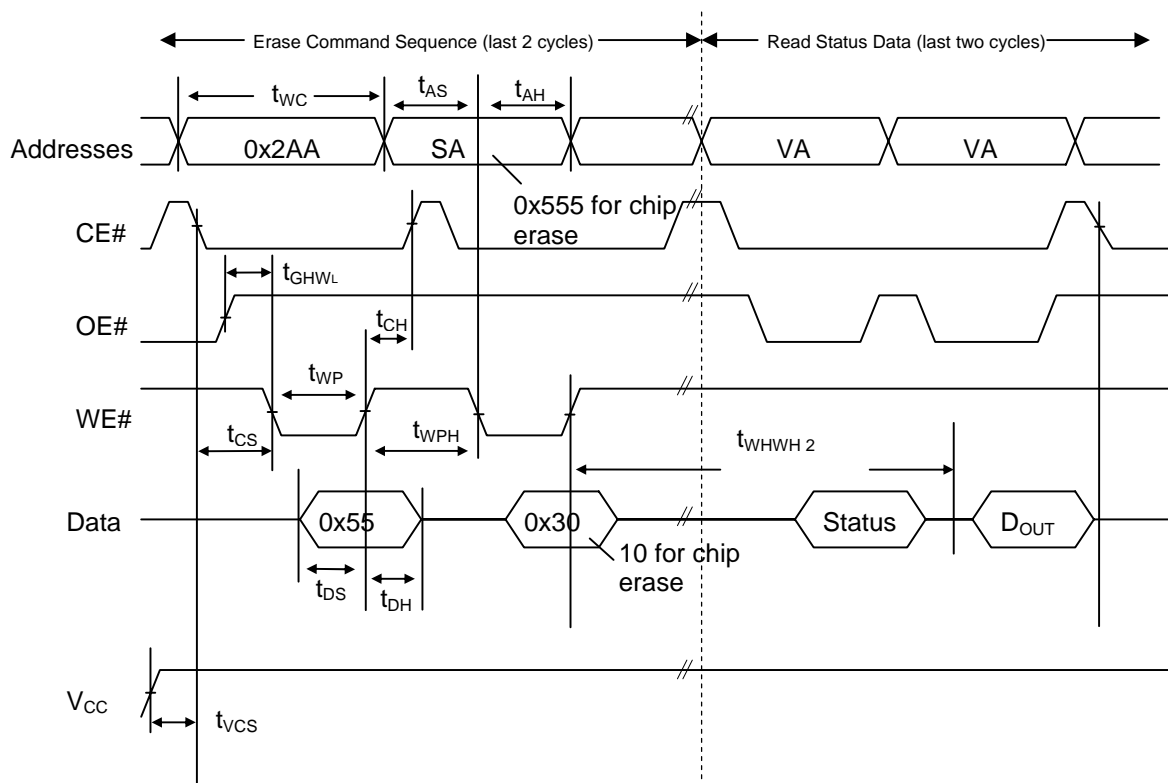 Erase Command Sequence (last 2 cycles)
Read Status Data (last two cycles)
tWC
tAS
tAH
Addresses
0x2AA
SA
VA
VA
0x555 for chip
erase
CE#
tGHWL
OE#
tCH
tWP
WE#
tCS
tWPH
tWHWH 2
Data
0x55
0x30
Status
DOUT
10 for chip
erase
tDS
tDH
VCC
tVCS